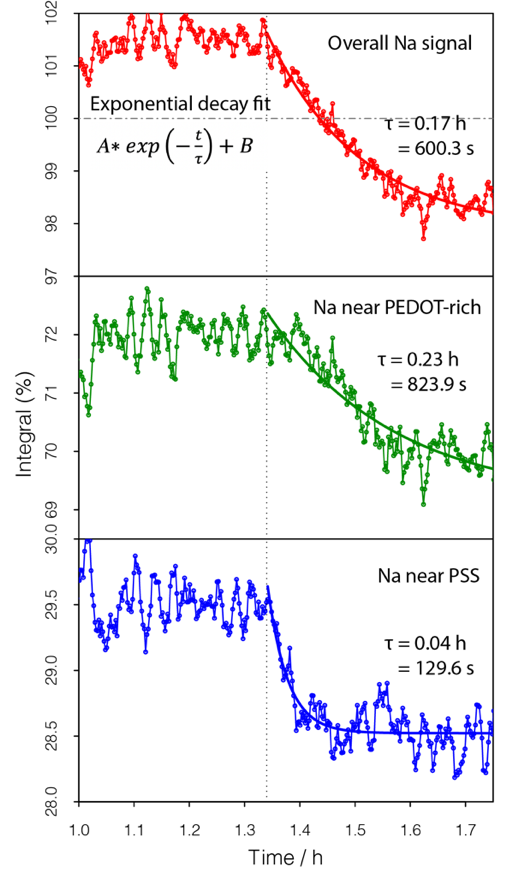 102
Overall Na signal
101
Exponential decay fit
100
τ = 0.17 h
= 600.3 s
A* exp (−t/τ) + B
99
98
97
Na near PEDOT-rich
72
τ = 0.23 h
= 823.9 s
71
Integral (%)
70
69
30.0
Na near PSS
29.5
τ = 0.04 h
= 129.6 s
29.0
28.5
28.0
1.0 1.1 1.2 1.3 1.4 1.5 1.6 1.7
Time / h